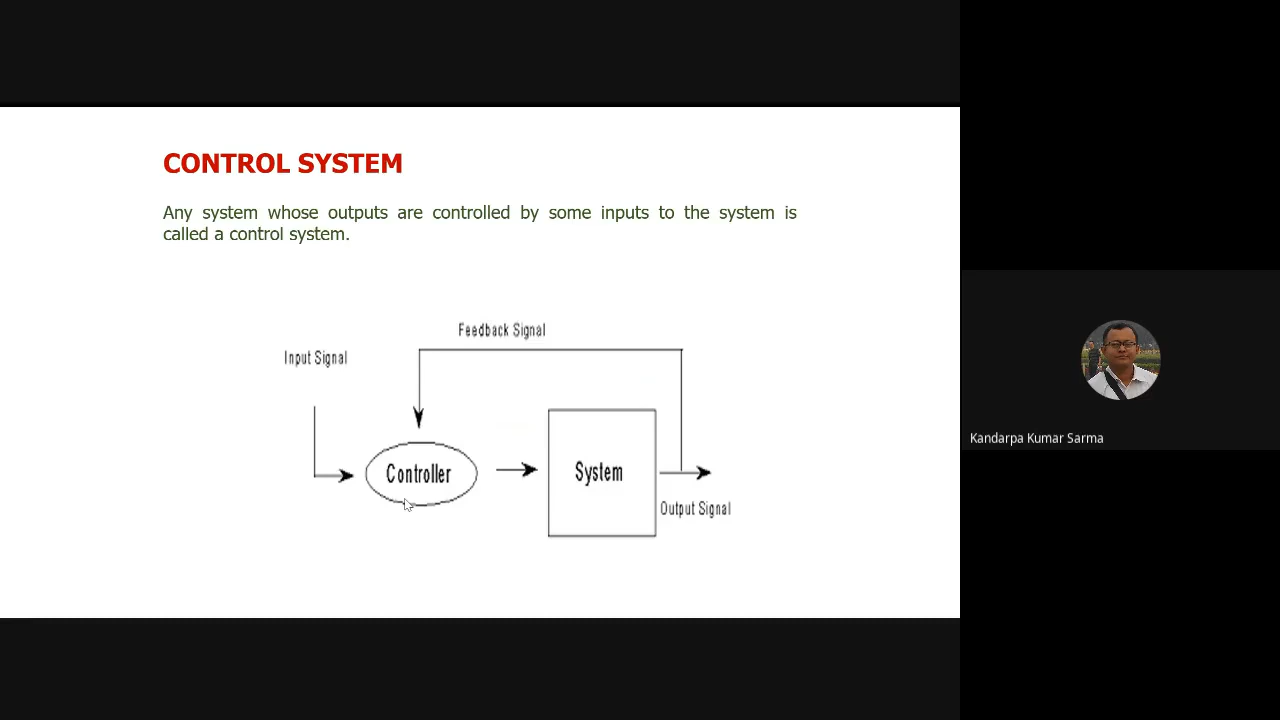 CONTROL SYSTEM
Any system whose outputs are controlled by some inputs to the system is
called a control system.
Feedback Signal
Input Signal
Controller
System
Output Signal
Kandarpa Kumar Sarma